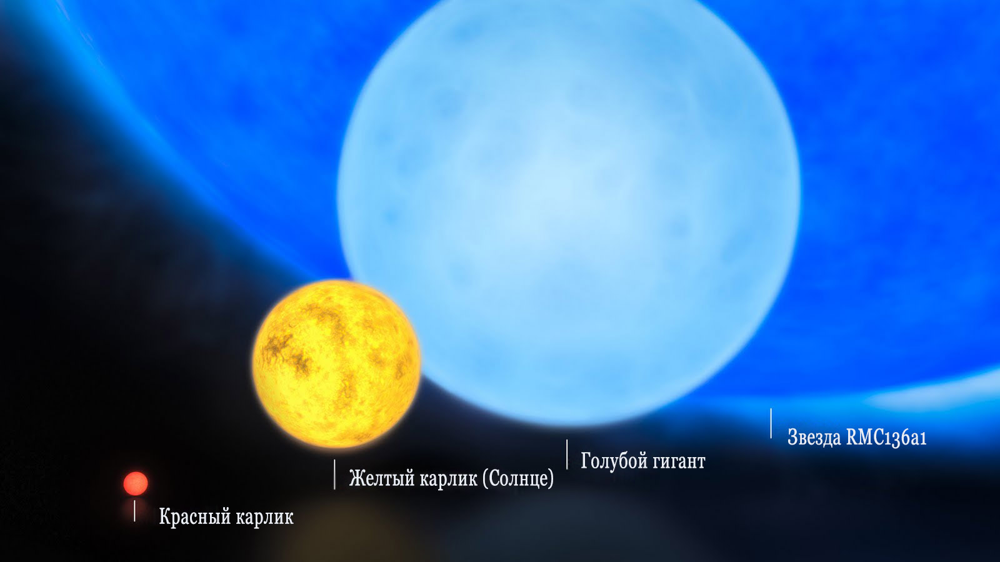 Звезда RMC136a1
Голубой гигант
Желтый карлик (Солнце)
Красный карлик